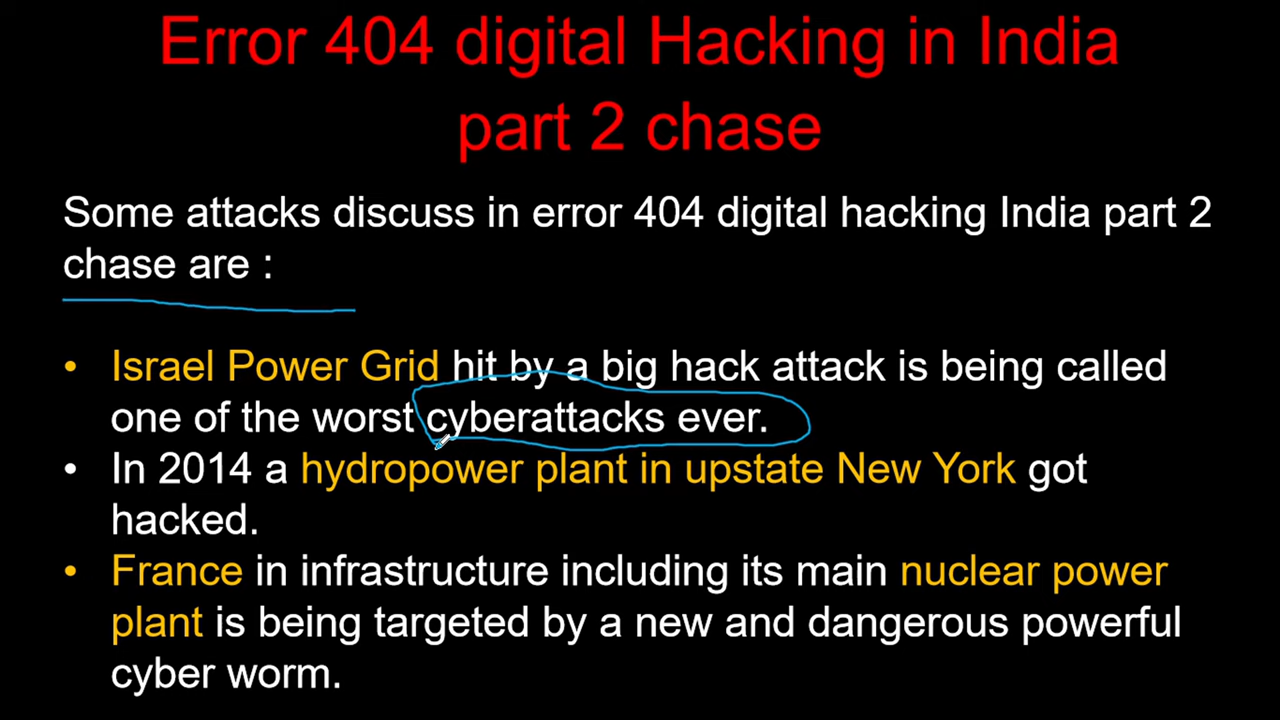 Error 404 digital Hacking in India
part 2 chase
Some attacks discuss in error 404 digital hacking India part 2
chase are :
• Israel Power Grid hit by a big hack attack is being called
one of the worst cyberattacks ever.
• In 2014 a hydropower plant in upstate New York got
hacked.
• France in infrastructure including its main nuclear power
plant is being targeted by a new and dangerous powerful
cyber worm.